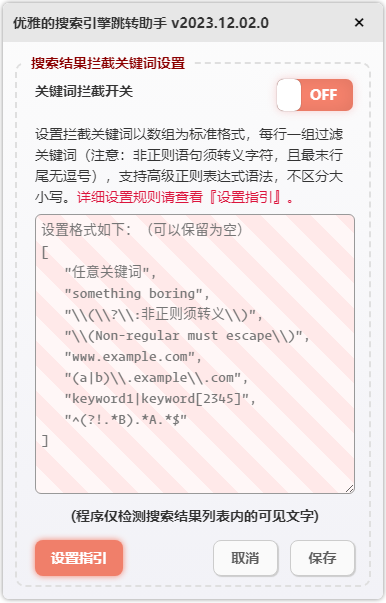 优雅的搜索引擎跳转助手 v2023.12.02.0 ×
搜索结果拦截关键词设置
关键词拦截开关 OFF
设置拦截关键词以数组为标准格式，每行一组过滤
关键词（注意：非正则语句须转义字符，且最末行
尾无逗号），支持高级正则表达式语法，不区分大
小写。详细设置规则请查看『设置指引』。
设置格式如下：（可以保留为空）
[
"任意关键词",
"something boring",
"\\(\\?\\:非正则须转义\\)",
"\\(Non-regular must escape\\)",
"www.example.com",
"(a|b)\\.example\\.com",
"keyword1|keyword[2345]",
"^(?!.*B).*A.*$"
]
(程序仅检测搜索结果列表内的可见文字)
设置指引 取消 保存